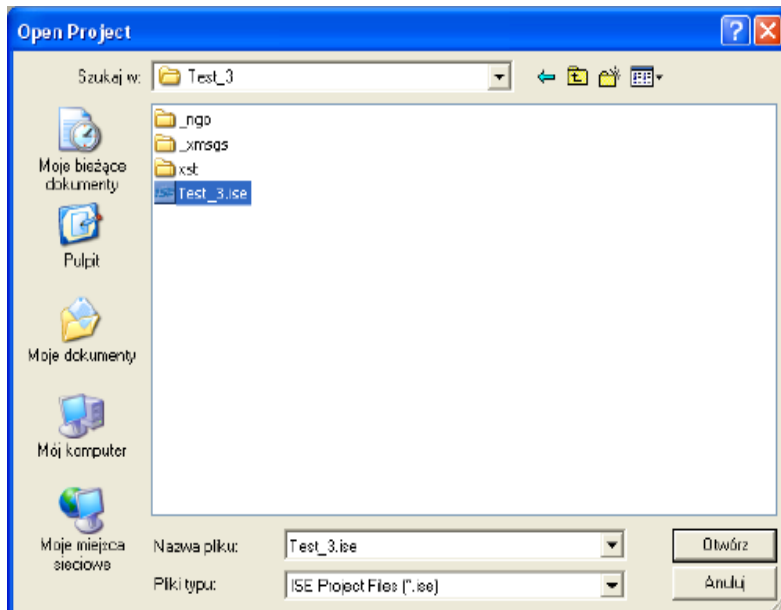 Open Project
Szukaj w: Test_3
_ngo
_xmsgs
xst
Test_3.ise
Moje bieżące
dokumenty
Pulpit
Moje dokumenty
Mój komputer
Moje miejsca
sieciowe
Nazwa pliku: Test_3.ise Otwórz
Pliki typu: ISE Project Files (*.ise) Anuluj